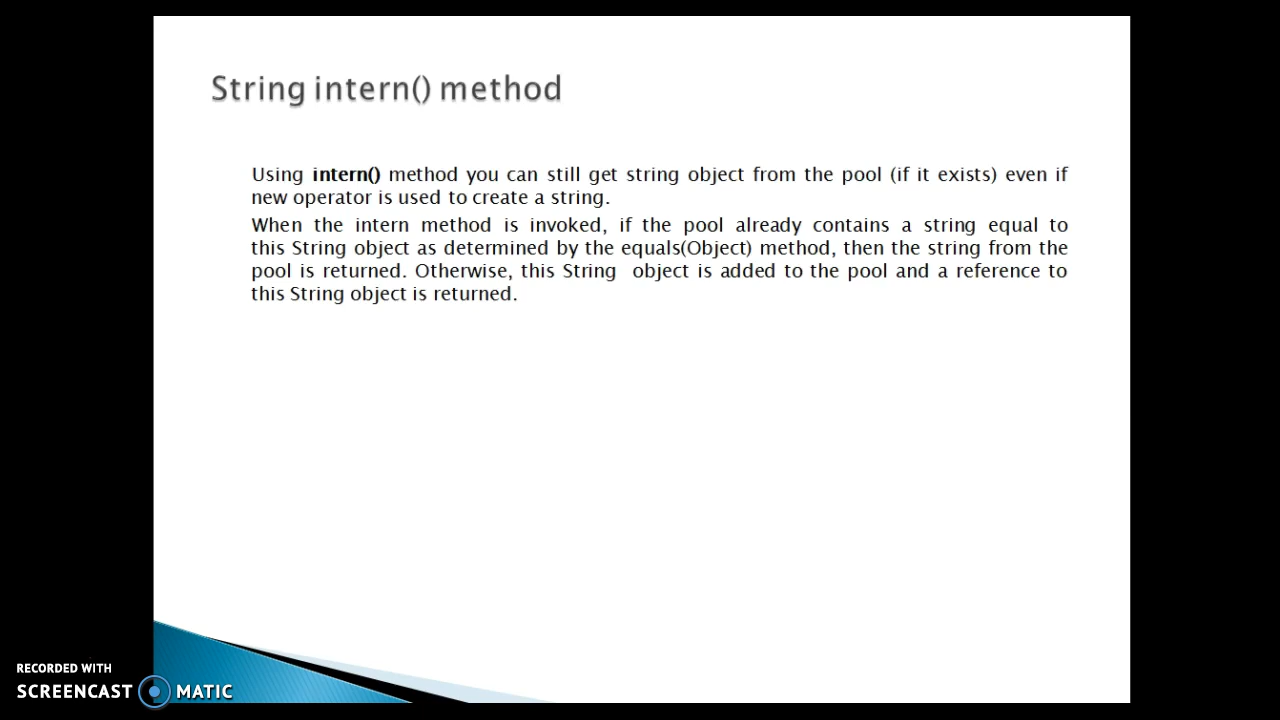 String intern() method
Using intern() method you can still get string object from the pool (if it exists) even if
new operator is used to create a string.
When the intern method is invoked, if the pool already contains a string equal to
this String object as determined by the equals(Object) method, then the string from the
pool is returned. Otherwise, this String object is added to the pool and a reference to
this String object is returned.
RECORDED WITH
SCREENCAST MATIC